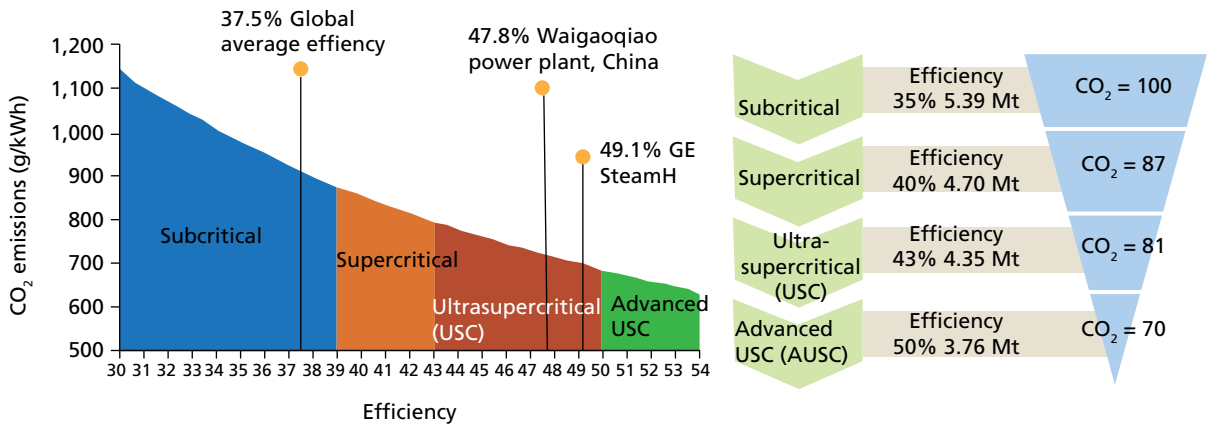 37.5% Global
average effiency
47.8% Waigaoqiao
power plant, China
49.1% GE
SteamH
CO₂ emissions (g/kWh)
1,200
1,100
1,000
900
800
700
600
500
Subcritical
Supercritical
Ultrasupercritical
(USC)
Advanced
USC
30 31 32 33 34 35 36 37 38 39 40 41 42 43 44 45 46 47 48 49 50 51 52 53 54
Efficiency
Subcritical
Efficiency
35% 5.39 Mt
CO₂ = 100
Supercritical
Efficiency
40% 4.70 Mt
CO₂ = 87
Ultra-
supercritical
(USC)
Efficiency
43% 4.35 Mt
CO₂ = 81
Advanced
USC (AUSC)
Efficiency
50% 3.76 Mt
CO₂ = 70